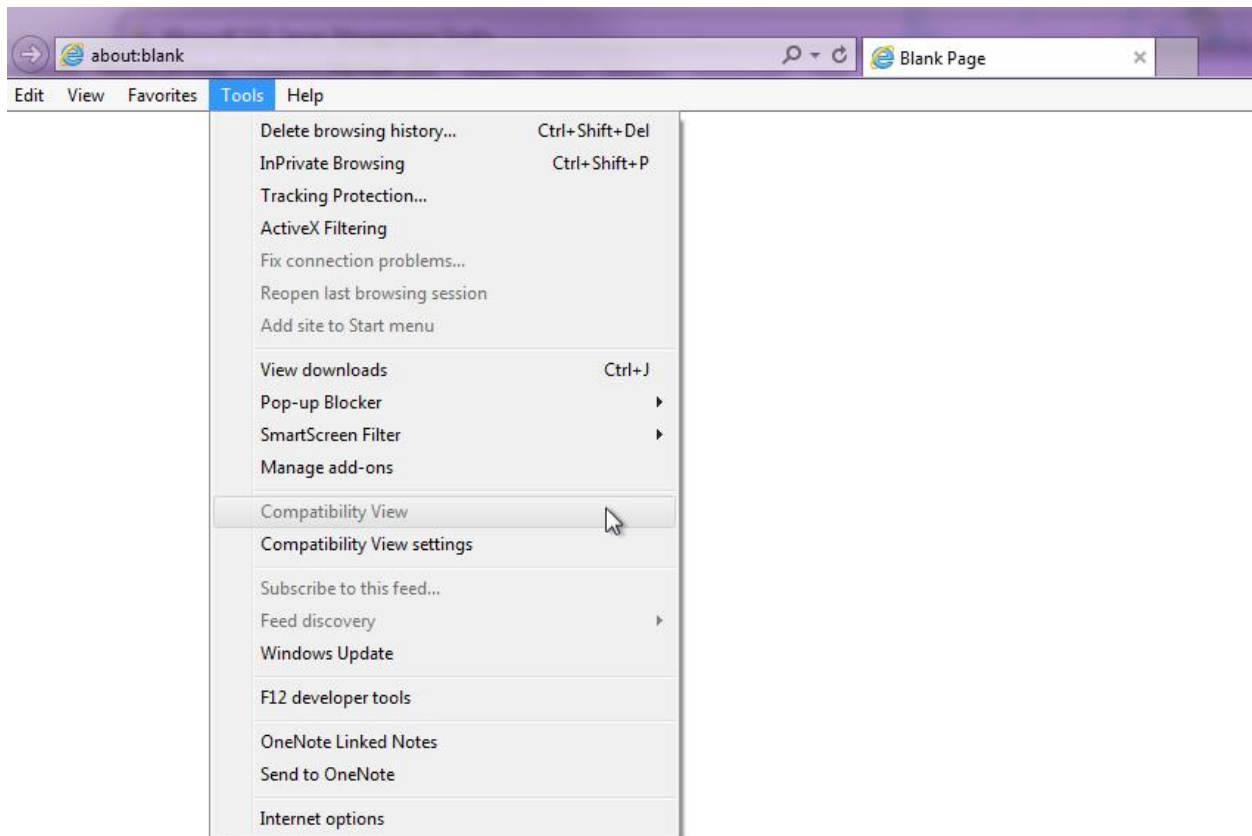 about:blank
Blank Page
Edit View Favorites Tools Help
Delete browsing history... Ctrl+Shift+Del
InPrivate Browsing Ctrl+Shift+P
Tracking Protection...
ActiveX Filtering
Fix connection problems...
Reopen last browsing session
Add site to Start menu
View downloads Ctrl+J
Pop-up Blocker
SmartScreen Filter
Manage add-ons
Compatibility View
Compatibility View settings
Subscribe to this feed...
Feed discovery
Windows Update
F12 developer tools
OneNote Linked Notes
Send to OneNote
Internet options